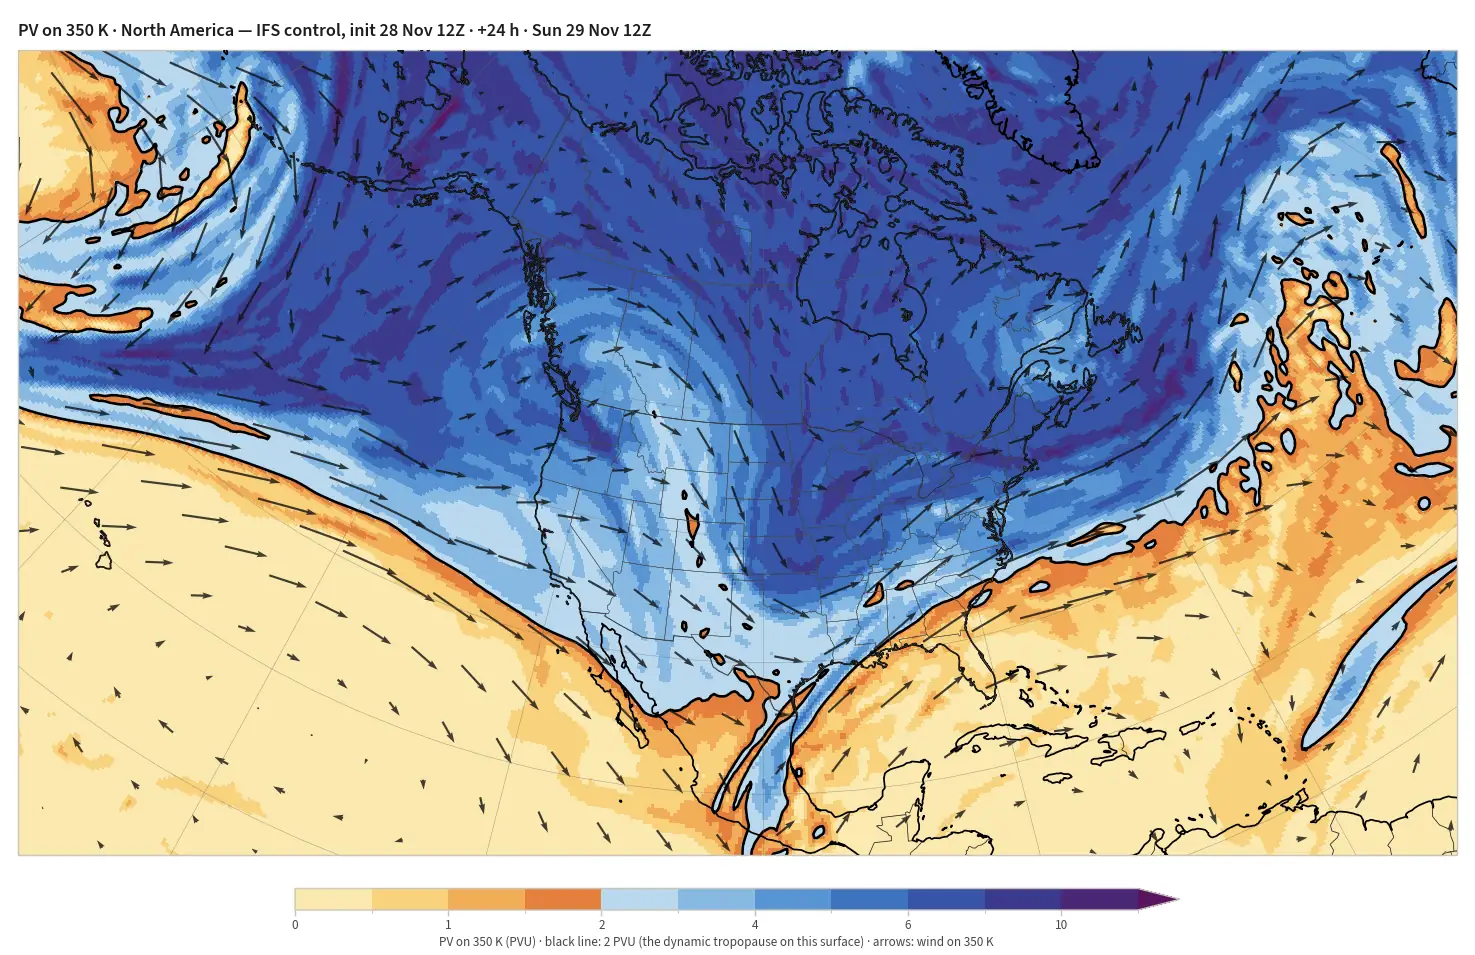 PV on 350 K · North America — IFS control, init 28 Nov 12Z · +24 h · Sun 29 Nov 12Z
0 1 2 4 6 10
PV on 350 K (PVU) · black line: 2 PVU (the dynamic tropopause on this surface) · arrows: wind on 350 K